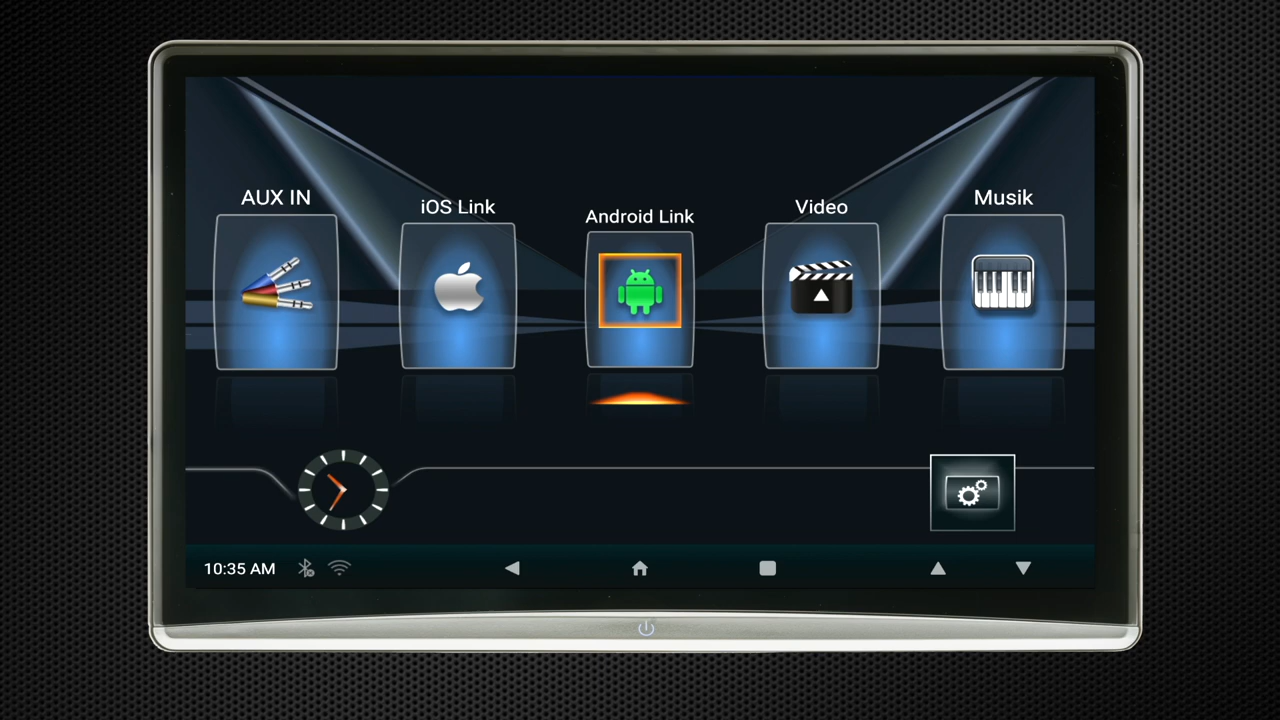 AUX IN
iOS Link
Android Link
Video
Musik
10:35 AM